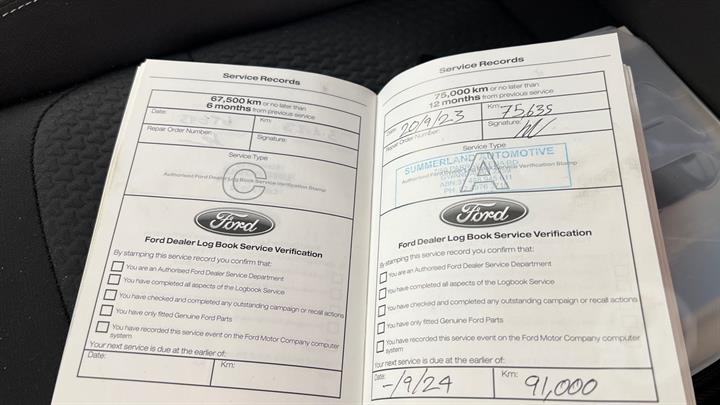 Service Records
67,500 km or no later than
6 months from previous service
Date:
Km:
Repair Order Number:
Signature:
Service Type
C
Authorised Ford Dealer Log Book Service Verification Stamp
Ford
Ford Dealer Log Book Service Verification
By stamping this service record you confirm that:
You are an Authorised Ford Dealer Service Department
You have completed all aspects of the Logbook Service
You have checked and completed any outstanding campaign or recall actions
You have only fitted Genuine Ford Parts
You have recorded this service event on the Ford Motor Company computer
system
Your next service is due at the earlier of:
Date:
Km:
Service Records
75,000 km or no later than
12 months from previous service
Date: 20/9/23
Km: 75,635
Repair Order Number:
Signature:
Service Type
SUMMERLAND AUTOMOTIVE
A
Authorised Ford Dealer Log Book Service Verification Stamp
Ford
Ford Dealer Log Book Service Verification
By stamping this service record you confirm that:
You are an Authorised Ford Dealer Service Department
You have completed all aspects of the Logbook Service
You have checked and completed any outstanding campaign or recall actions
You have only fitted Genuine Ford Parts
You have recorded this service event on the Ford Motor Company computer
system
Your next service is due at the earlier of:
Date: -/9/24
Km: 91,000